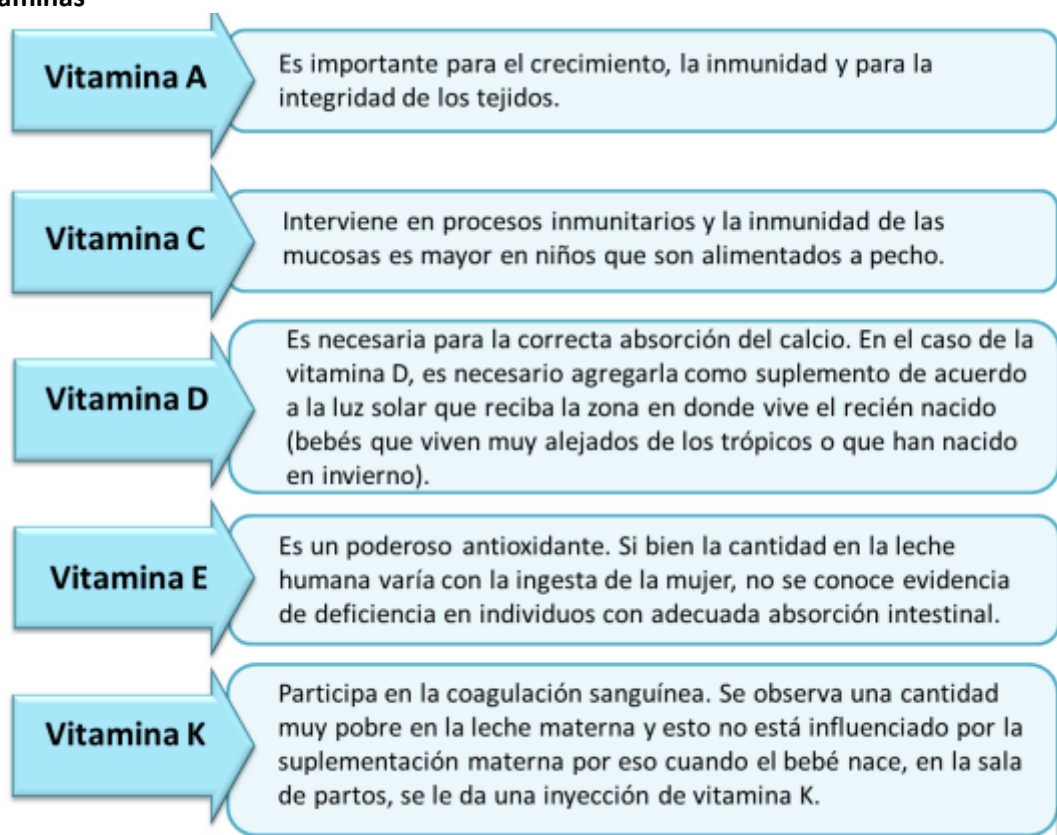 Vitamina A
Es importante para el crecimiento, la inmunidad y para la
integridad de los tejidos.
Vitamina C
Interviene en procesos inmunitarios y la inmunidad de las
mucosas es mayor en niños que son alimentados a pecho.
Vitamina D
Es necesaria para la correcta absorción del calcio. En el caso de la
vitamina D, es necesario agregarla como suplemento de acuerdo
a la luz solar que reciba la zona en donde vive el recién nacido
(bebés que viven muy alejados de los trópicos o que han nacido
en invierno).
Vitamina E
Es un poderoso antioxidante. Si bien la cantidad en la leche
humana varía con la ingesta de la mujer, no se conoce evidencia
de deficiencia en individuos con adecuada absorción intestinal.
Vitamina K
Participa en la coagulación sanguínea. Se observa una cantidad
muy pobre en la leche materna y esto no está influenciado por la
suplementación materna por eso cuando el bebé nace, en la sala
de partos, se le da una inyección de vitamina K.